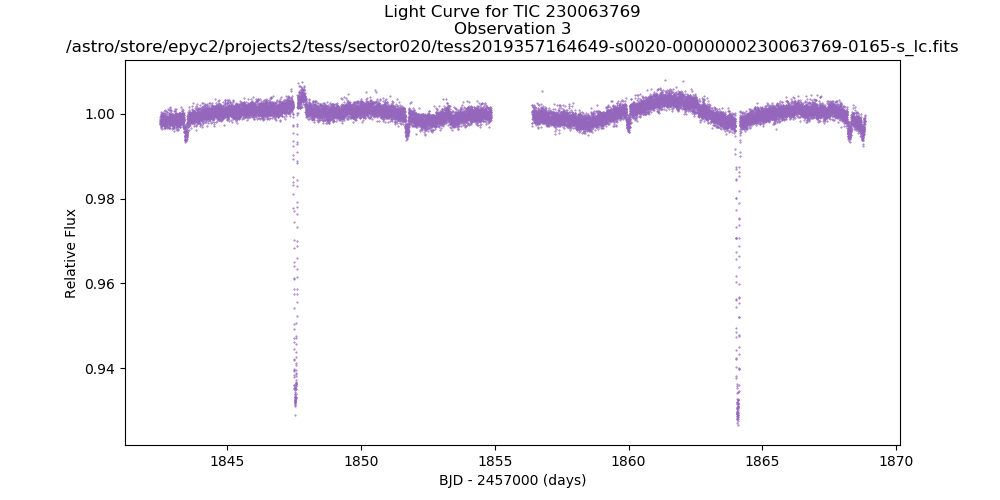 Light Curve for TIC 230063769
Observation 3
/astro/store/epyc2/projects2/tess/sector020/tess2019357164649-s0020-0000000230063769-0165-s_lc.fits
1.00
0.98
0.96
0.94
Relative Flux
1845
1850
1855
1860
1865
1870
BJD - 2457000 (days)